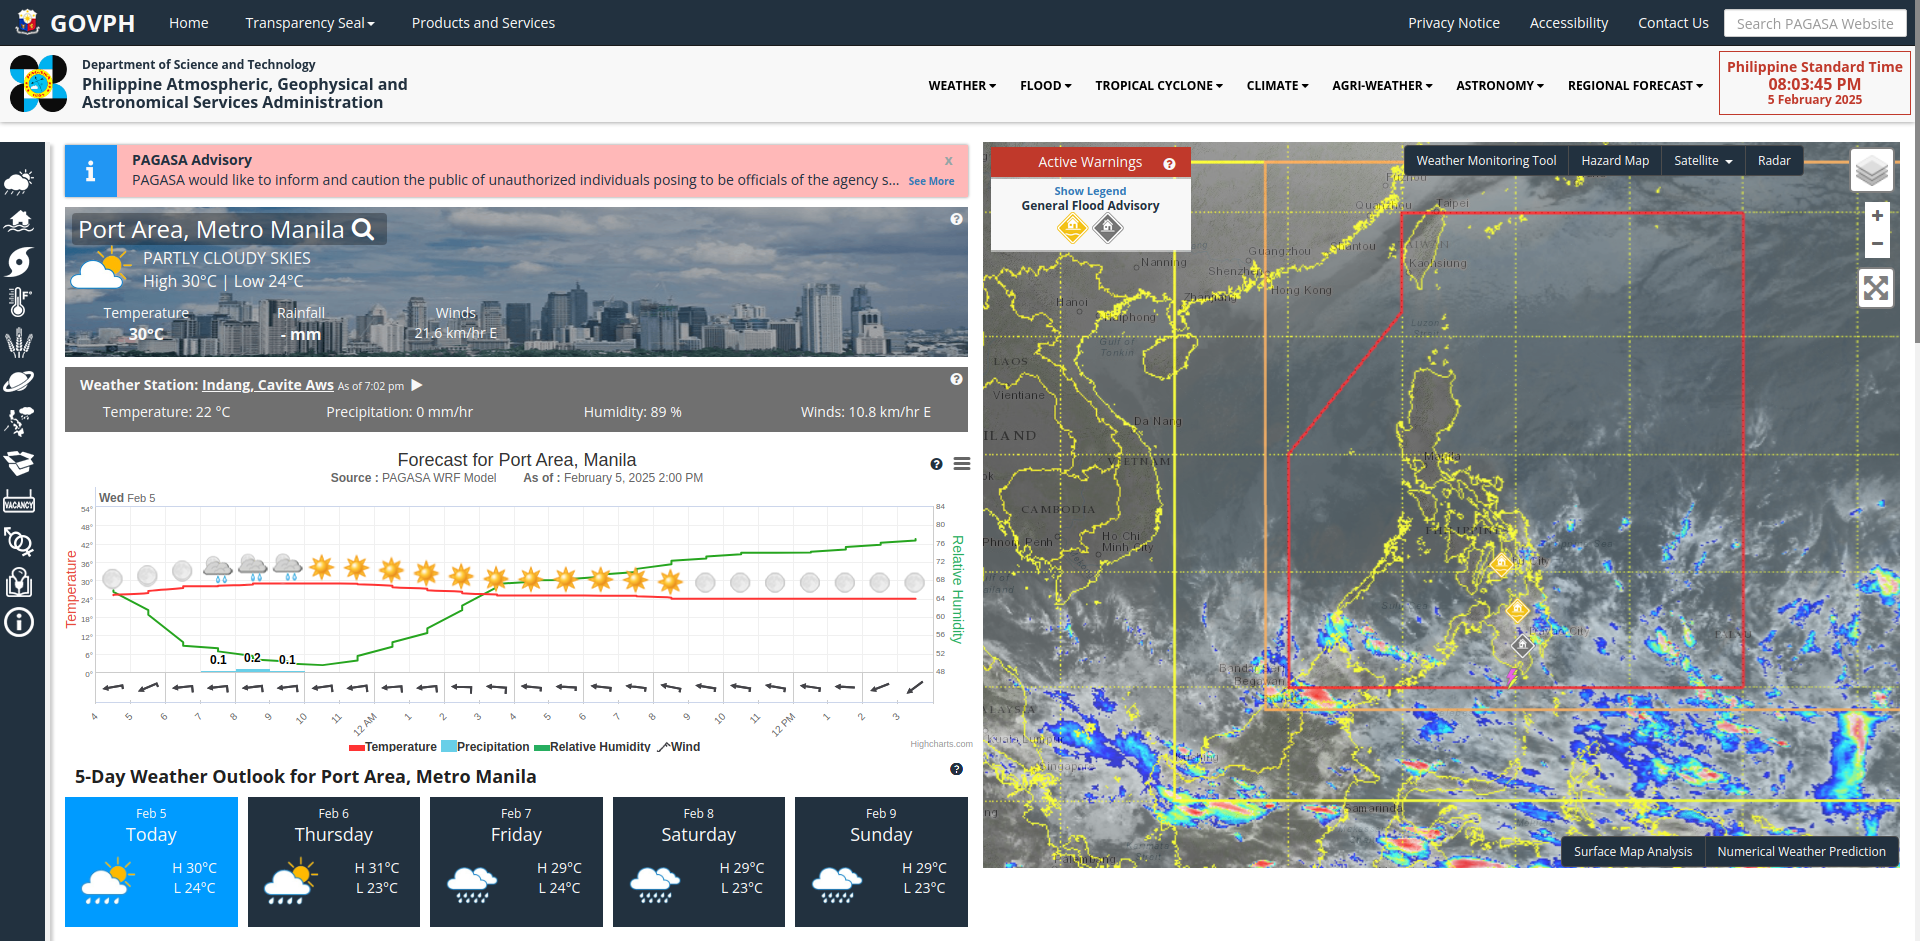 GOVPH
Home
Transparency Seal
Products and Services
Privacy Notice
Accessibility
Contact Us
Search PAGASA Website
Department of Science and Technology
Philippine Atmospheric, Geophysical and
Astronomical Services Administration
WEATHER
FLOOD
TROPICAL CYCLONE
CLIMATE
AGRI-WEATHER
ASTRONOMY
REGIONAL FORECAST
Philippine Standard Time
08:03:45 PM
5 February 2025
VACANCY
PAGASA Advisory
x
PAGASA would like to inform and caution the public of unauthorized individuals posing to be officials of the agency s...
See More
Port Area, Metro Manila
PARTLY CLOUDY SKIES
High 30°C | Low 24°C
Temperature
30°C
Rainfall
- mm
Winds
21.6 km/hr E
Weather Station: Indang, Cavite Aws As of 7:02 pm
Temperature: 22 °C
Precipitation: 0 mm/hr
Humidity: 89 %
Winds: 10.8 km/hr E
Forecast for Port Area, Manila
Source : PAGASA WRF Model
As of : February 5, 2025 2:00 PM
Wed Feb 5
Temperature
54°
48°
42°
36°
30°
24°
18°
12°
6°
0°
0.1
0.2
0.1
84
80
76
72
68
64
60
56
52
48
Relative Humidity
4
5
6
7
8
9
10
11
12 AM
1
2
3
4
5
6
7
8
9
10
11
12 PM
1
2
3
Temperature
Precipitation
Relative Humidity
Wind
Highcharts.com
5-Day Weather Outlook for Port Area, Metro Manila
Feb 5
Today
H 30°C
L 24°C
Feb 6
Thursday
H 31°C
L 23°C
Feb 7
Friday
H 29°C
L 24°C
Feb 8
Saturday
H 29°C
L 23°C
Feb 9
Sunday
H 29°C
L 23°C
Active Warnings
Show Legend
General Flood Advisory
Weather Monitoring Tool
Hazard Map
Satellite
Radar
+
−
Taipei
Guangzhou
Shantou
Nanning
Shenzhen
Kaohsiung
Hong Kong
Hanoi
Gulf of
Tonkin
LAOS
Vientiane
Da Nang
VIETNAM
CAMBODIA
Phnom Penh
Ho Chi
Minh City
Manila
Bandar Seri
Begawan
Kuching
Samarinda
Surface Map Analysis
Numerical Weather Prediction